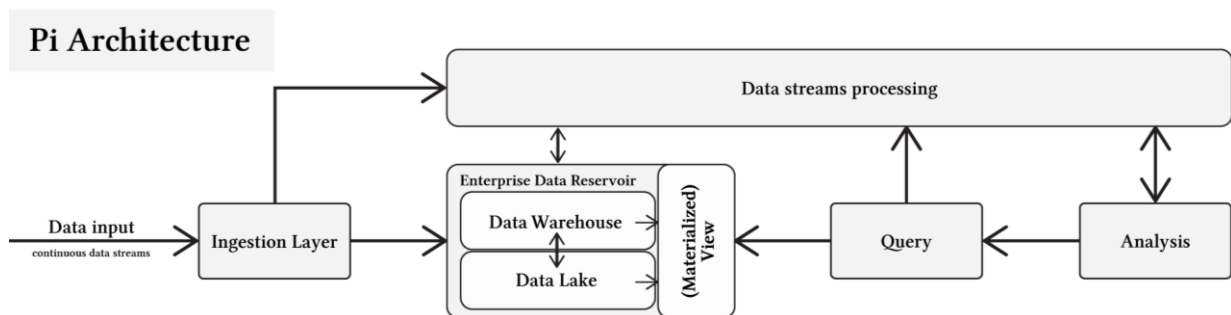 Pi Architecture
Data streams processing
Enterprise Data Reservoir
Data Warehouse
Data Lake
(Materialized)
View
Data input
continuous data streams
Ingestion Layer
Query
Analysis